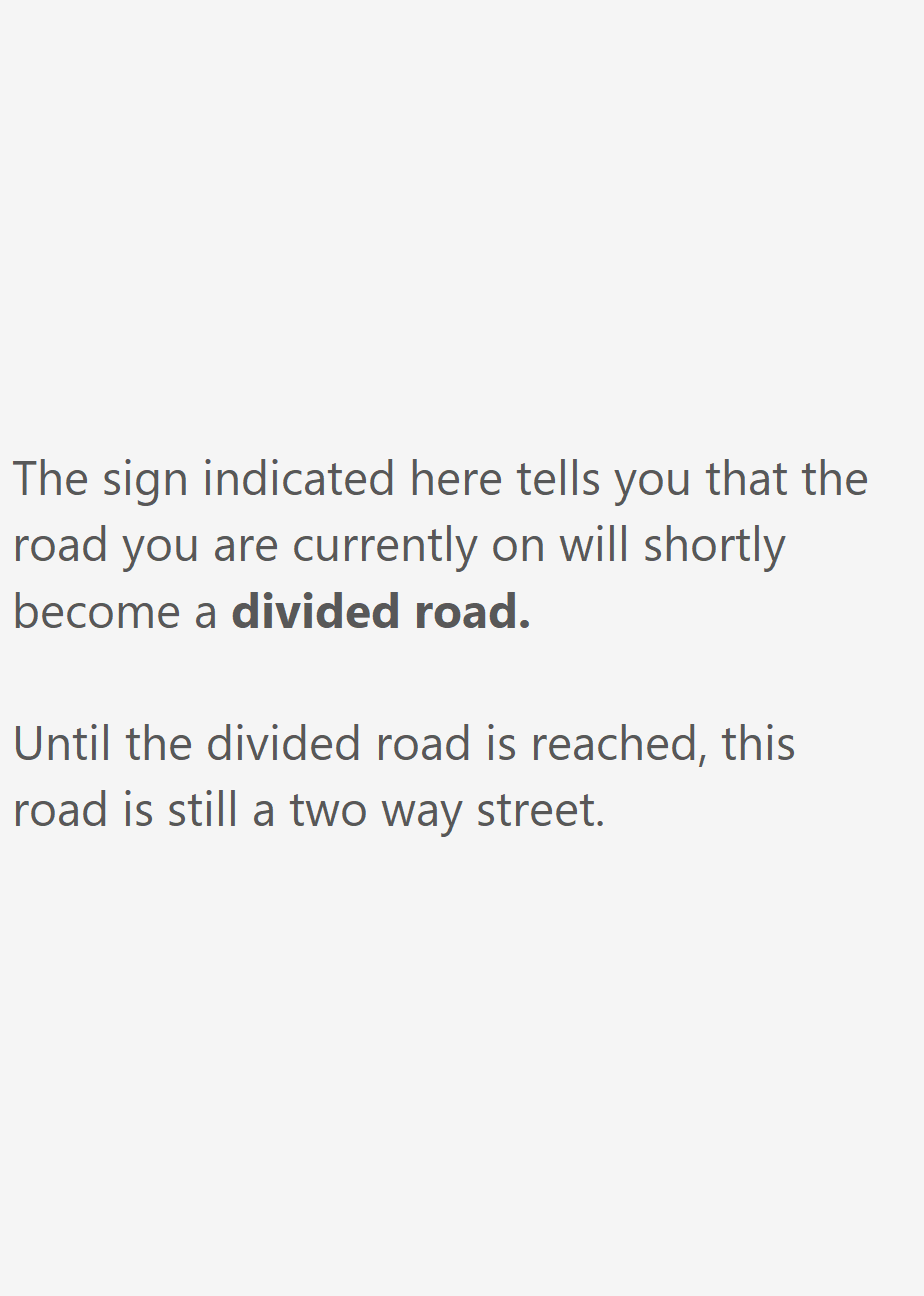 The sign indicated here tells you that the
road you are currently on will shortly
become a divided road.
Until the divided road is reached, this
road is still a two way street.